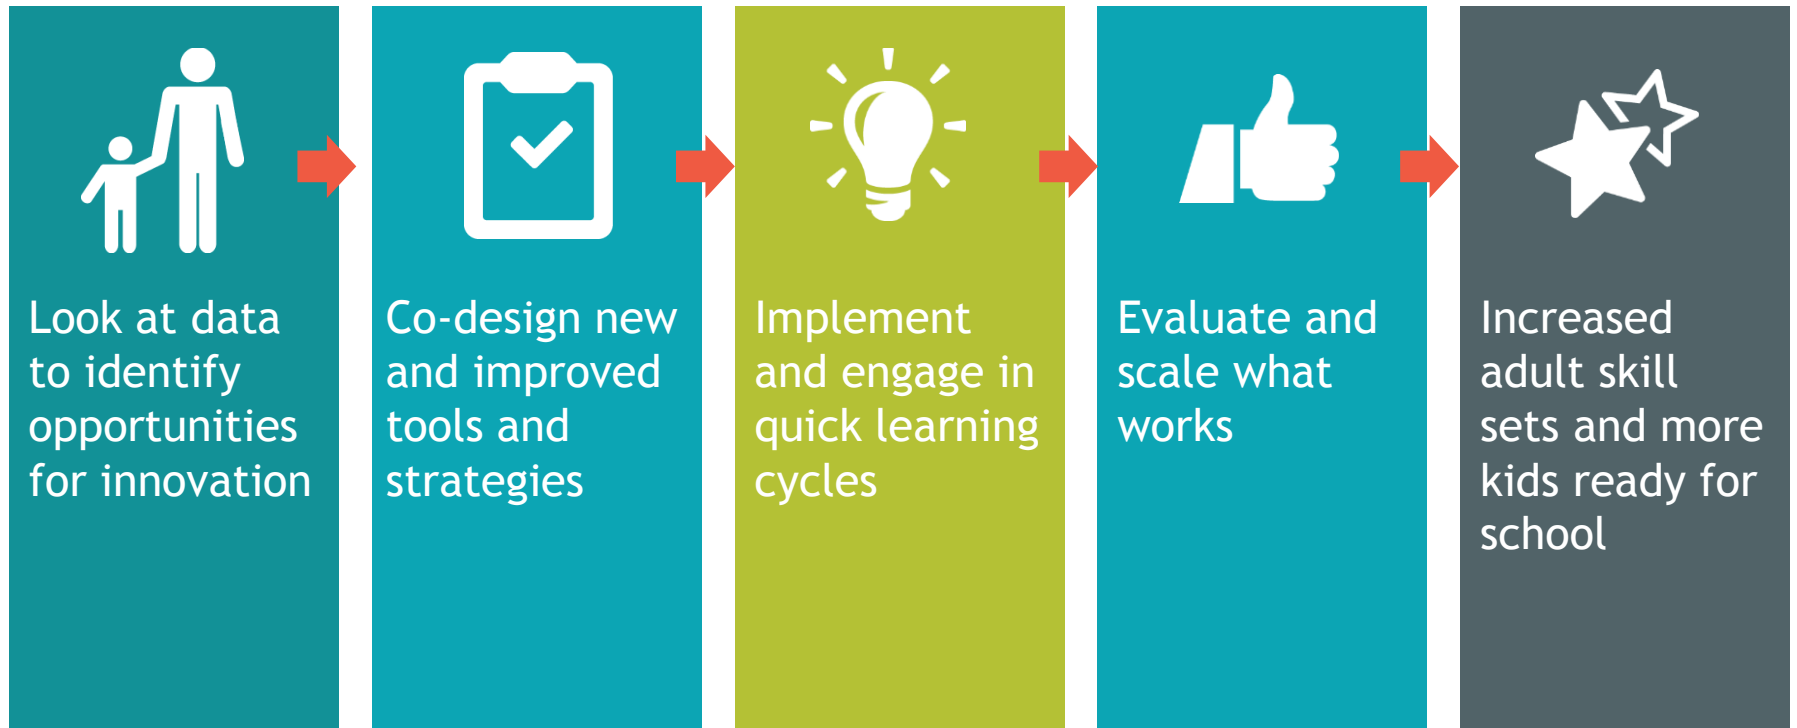 Look at data
to identify
opportunities
for innovation
Co-design new
and improved
tools and
strategies
Implement
and engage in
quick learning
cycles
Evaluate and
scale what
works
Increased
adult skill
sets and more
kids ready for
school